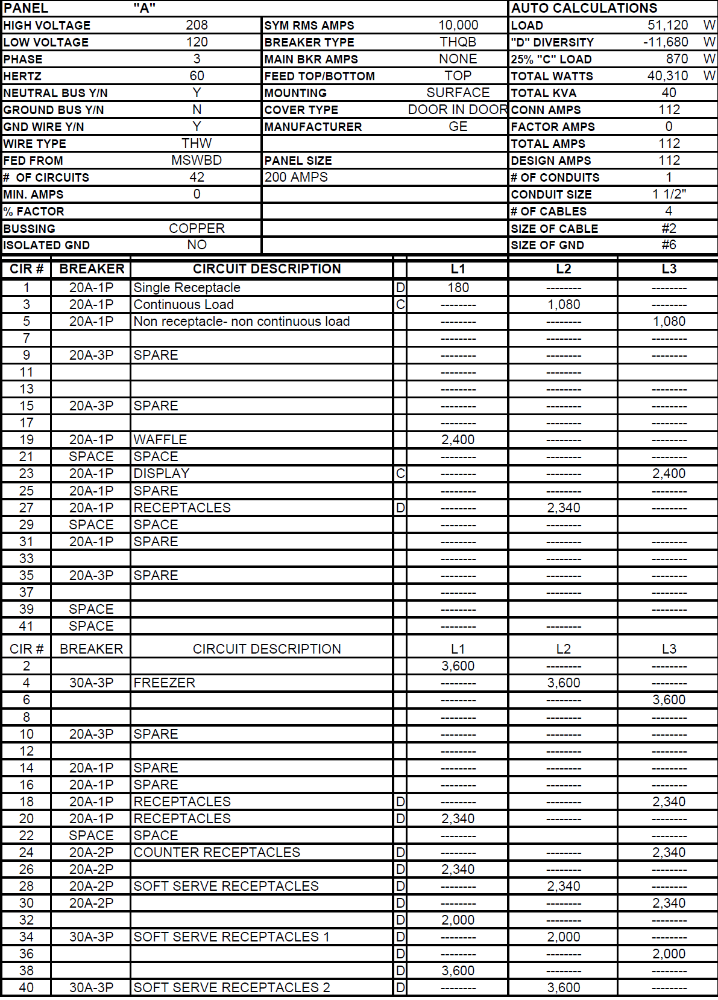 PANEL "A" AUTO CALCULATIONS
HIGH VOLTAGE 208 SYM RMS AMPS 10,000 LOAD 51,120 W
LOW VOLTAGE 120 BREAKER TYPE THQB "D" DIVERSITY -11,680 W
PHASE 3 MAIN BKR AMPS NONE 25% "C" LOAD 870 W
HERTZ 60 FEED TOP/BOTTOM TOP TOTAL WATTS 40,310 W
NEUTRAL BUS Y/N Y MOUNTING SURFACE TOTAL KVA 40
GROUND BUS Y/N N COVER TYPE DOOR IN DOOR CONN AMPS 112
GND WIRE Y/N Y MANUFACTURER GE FACTOR AMPS 0
WIRE TYPE THW TOTAL AMPS 112
FED FROM MSWBD PANEL SIZE DESIGN AMPS 112
# OF CIRCUITS 42 200 AMPS # OF CONDUITS 1
MIN. AMPS 0 CONDUIT SIZE 1 1/2"
% FACTOR # OF CABLES 4
BUSSING COPPER SIZE OF CABLE #2
ISOLATED GND NO SIZE OF GND #6
CIR # BREAKER CIRCUIT DESCRIPTION L1 L2 L3
1 20A-1P Single Receptacle D 180 -------- --------
3 20A-1P Continuous Load C -------- 1,080 --------
5 20A-1P Non receptacle- non continuous load -------- -------- 1,080
7 -------- -------- --------
9 20A-3P SPARE -------- -------- --------
11 -------- --------
13 -------- -------- --------
15 20A-3P SPARE -------- -------- --------
17 -------- -------- --------
19 20A-1P WAFFLE 2,400 -------- --------
21 SPACE SPACE -------- -------- --------
23 20A-1P DISPLAY C -------- -------- 2,400
25 20A-1P SPARE -------- -------- --------
27 20A-1P RECEPTACLES D -------- 2,340 --------
29 SPACE SPACE -------- --------
31 20A-1P SPARE -------- -------- --------
33 -------- -------- --------
35 20A-3P SPARE -------- -------- --------
37 -------- -------- --------
39 SPACE -------- --------
41 SPACE -------- --------
CIR # BREAKER CIRCUIT DESCRIPTION L1 L2 L3
2 3,600 -------- --------
4 30A-3P FREEZER -------- 3,600 --------
6 -------- -------- 3,600
8 -------- -------- --------
10 20A-3P SPARE -------- -------- --------
12 -------- -------- --------
14 20A-1P SPARE -------- -------- --------
16 20A-1P SPARE -------- -------- --------
18 20A-1P RECEPTACLES D -------- -------- 2,340
20 20A-1P RECEPTACLES D 2,340 -------- --------
22 SPACE SPACE -------- --------
24 20A-2P COUNTER RECEPTACLES D -------- -------- 2,340
26 20A-2P D 2,340 -------- --------
28 20A-2P SOFT SERVE RECEPTACLES D -------- 2,340 --------
30 20A-2P D -------- -------- 2,340
32 D 2,000 -------- --------
34 30A-3P SOFT SERVE RECEPTACLES 1 D -------- 2,000 --------
36 D -------- -------- 2,000
38 D 3,600 -------- --------
40 30A-3P SOFT SERVE RECEPTACLES 2 D -------- 3,600 --------